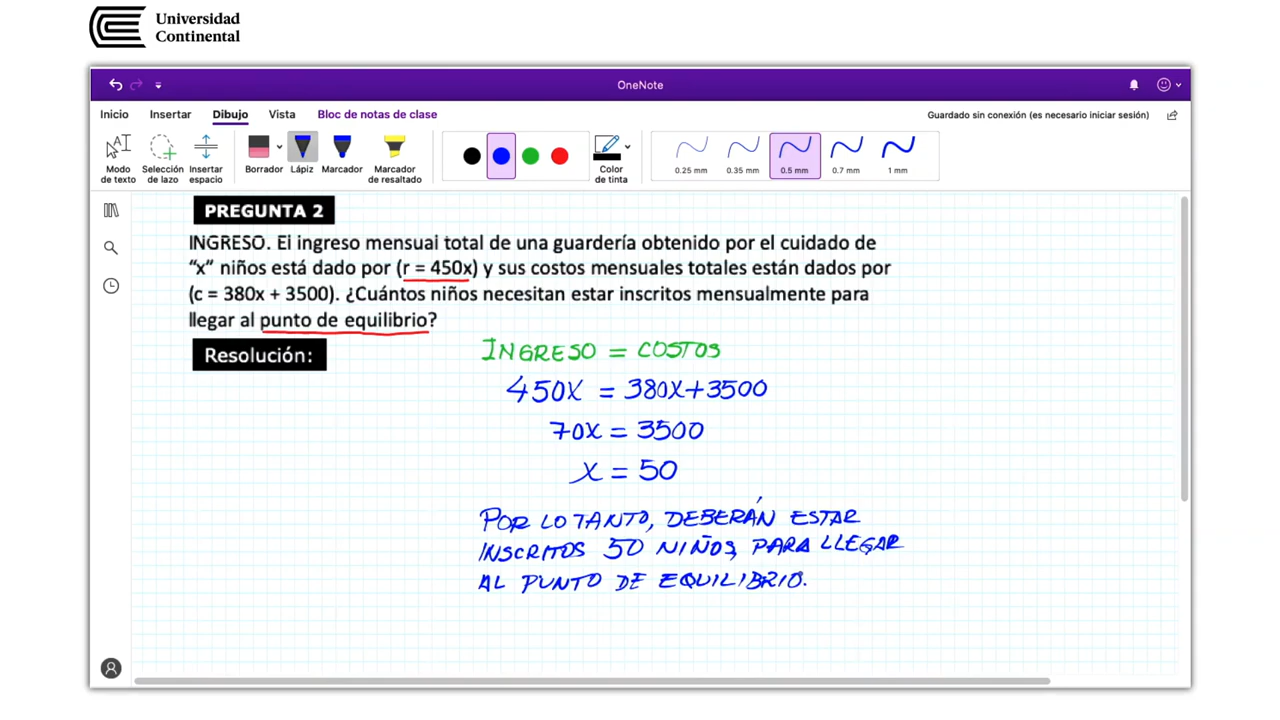 Universidad
Continental
OneNote
Inicio Insertar Dibujo Vista Bloc de notas de clase
Guardado sin conexión (es necesario iniciar sesión)
Modo de texto
Selección de lazo
Insertar espacio
Borrador
Lápiz
Marcador
Marcador de resaltado
Color de tinta
0.25 mm 0.35 mm 0.5 mm 0.7 mm 1 mm
PREGUNTA 2
INGRESO. El ingreso mensual total de una guardería obtenido por el cuidado de
“x” niños está dado por (r = 450x) y sus costos mensuales totales están dados por
(c = 380x + 3500). ¿Cuántos niños necesitan estar inscritos mensualmente para
llegar al punto de equilibrio?
Resolución:
INGRESO = COSTOS
450X = 380X+3500
70X = 3500
X = 50
POR LO TANTO, DEBERÁN ESTAR
INSCRITOS 50 NIÑOS, PARA LLEGAR
AL PUNTO DE EQUILIBRIO.